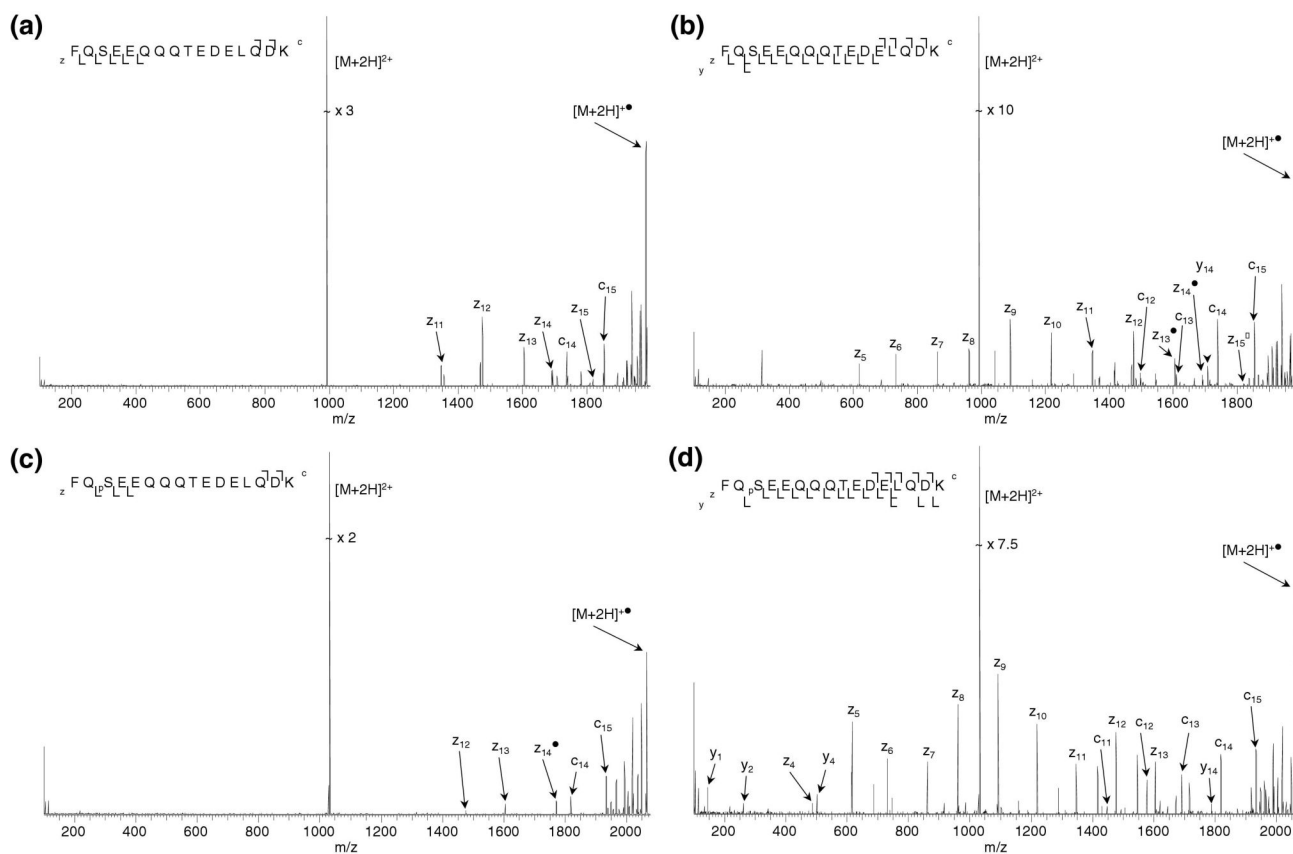 (a)
z F Q S E E Q Q Q T E D E L Q D K c
[M+2H]²⁺
~ x 3
[M+2H]⁺●
z₁₁
z₁₂
z₁₃
z₁₄
c₁₄
z₁₅
c₁₅
200 400 600 800 1000 1200 1400 1600 1800
m/z
(b)
y z F Q S E E Q Q Q T E D E L Q D K c
[M+2H]²⁺
~ x 10
[M+2H]⁺●
z₅
z₆
z₇
z₈
z₉
z₁₀
z₁₁
z₁₂
c₁₂
z₁₃●
c₁₃
z₁₄●
y₁₄
c₁₄
z₁₅▯
c₁₅
200 400 600 800 1000 1200 1400 1600 1800
m/z
(c)
z F Q pS E E Q Q Q T E D E L Q D K c
[M+2H]²⁺
~ x 2
[M+2H]⁺●
z₁₂
z₁₃
z₁₄●
c₁₄
c₁₅
200 400 600 800 1000 1200 1400 1600 1800 2000
m/z
(d)
y z F Q pS E E Q Q Q T E D E L Q D K c
[M+2H]²⁺
~ x 7.5
[M+2H]⁺●
y₁
y₂
z₄
y₄
z₅
z₆
z₇
z₈
z₉
z₁₀
z₁₁
c₁₁
z₁₂
c₁₂
z₁₃
c₁₃
y₁₄
c₁₄
c₁₅
200 400 600 800 1000 1200 1400 1600 1800 2000
m/z